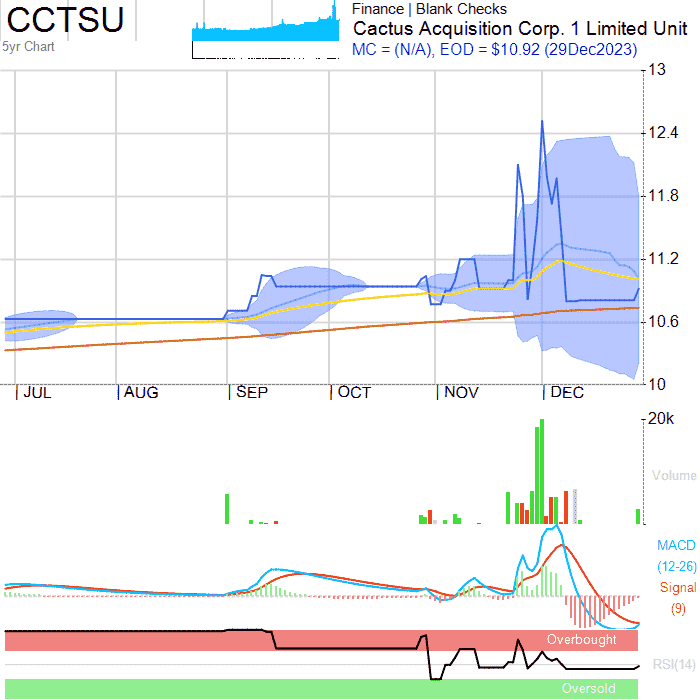 CCTSU
5yr Chart
Finance | Blank Checks
Cactus Acquisition Corp. 1 Limited Unit
MC = (N/A), EOD = $10.92 (29Dec2023)
13
12.4
11.8
11.2
10.6
10
JUL AUG SEP OCT NOV DEC
20k
Volume
MACD
(12-26)
Signal
(9)
Overbought
RSI(14)
Oversold